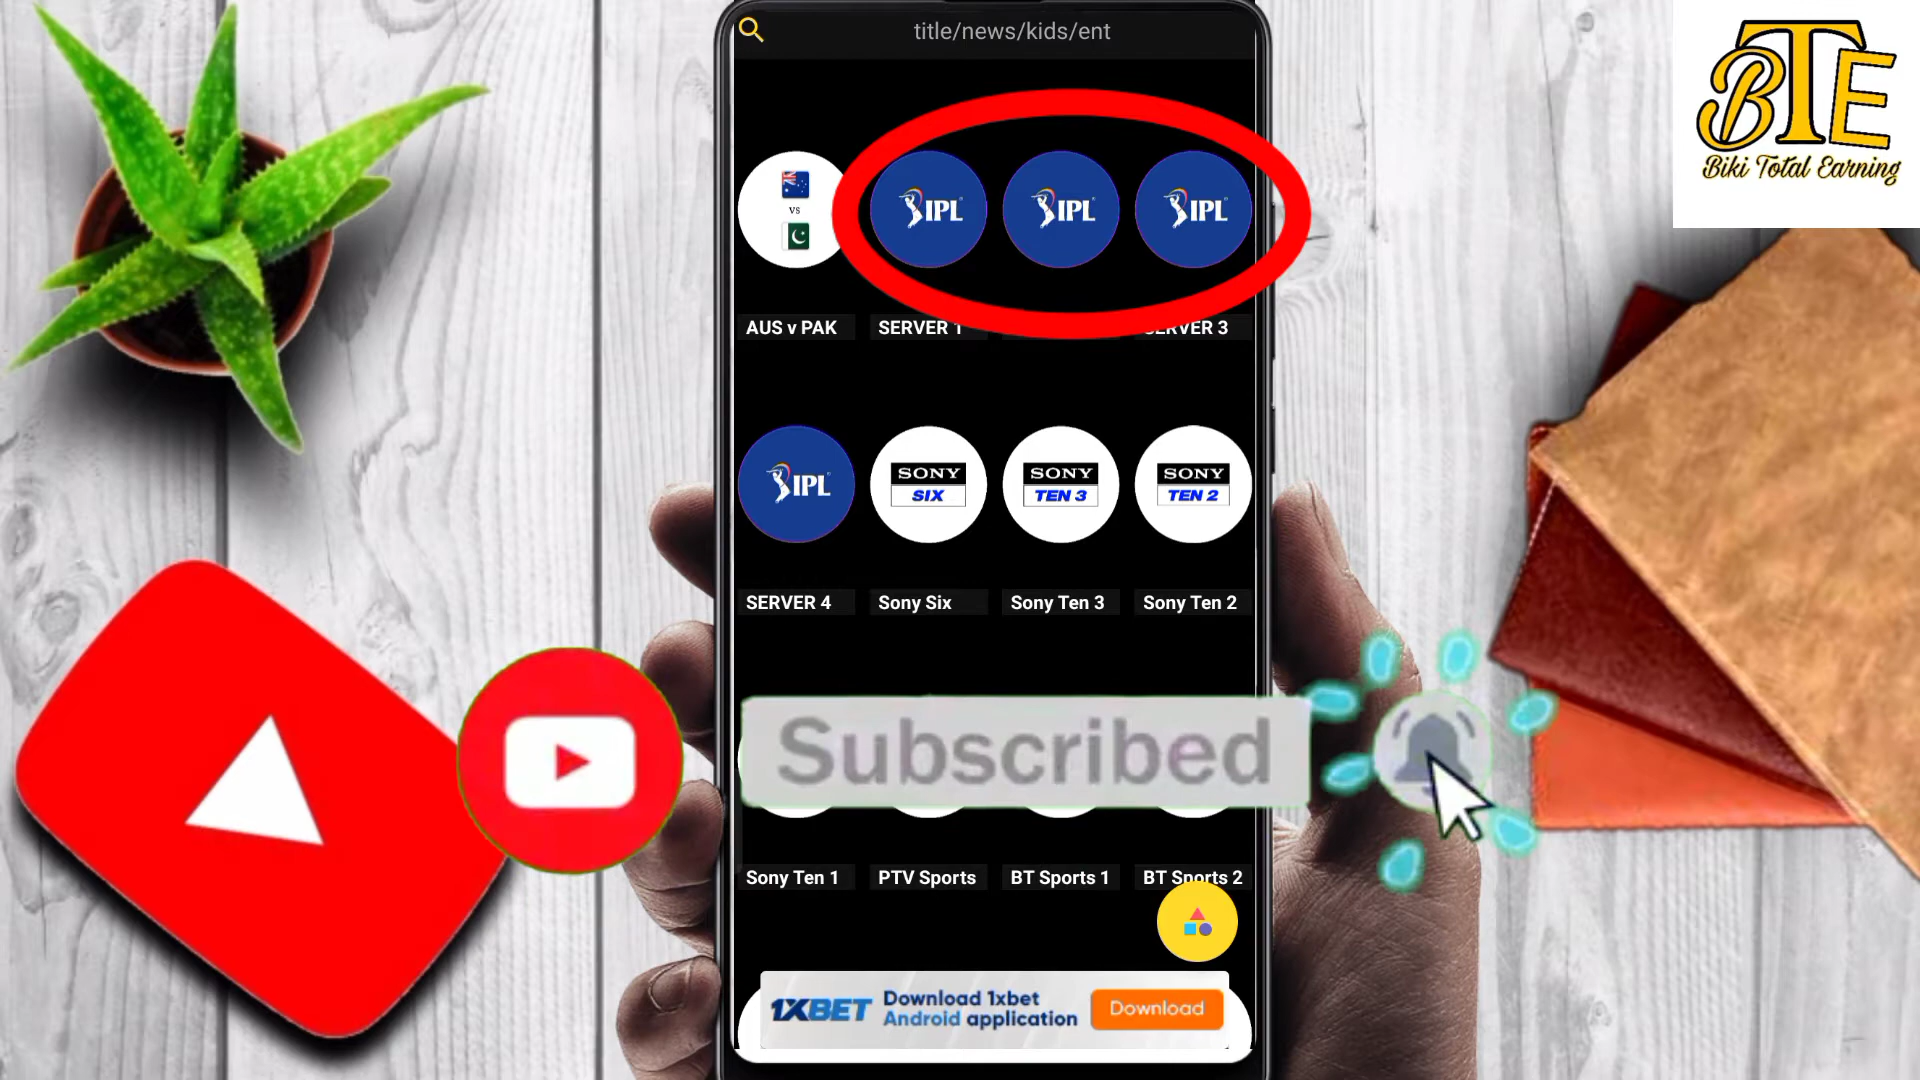 title/news/kids/ent
BTE
Biki Total Earning
VS
IPL
IPL
IPL
AUS v PAK
SERVER 1
SERVER 3
IPL
SONY
SIX
SONY
TEN 3
SONY
TEN 2
SERVER 4
Sony Six
Sony Ten 3
Sony Ten 2
Subscribed
Sony Ten 1
PTV Sports
BT Sports 1
BT Sports 2
1XBET
Download 1xbet
Android application
Download